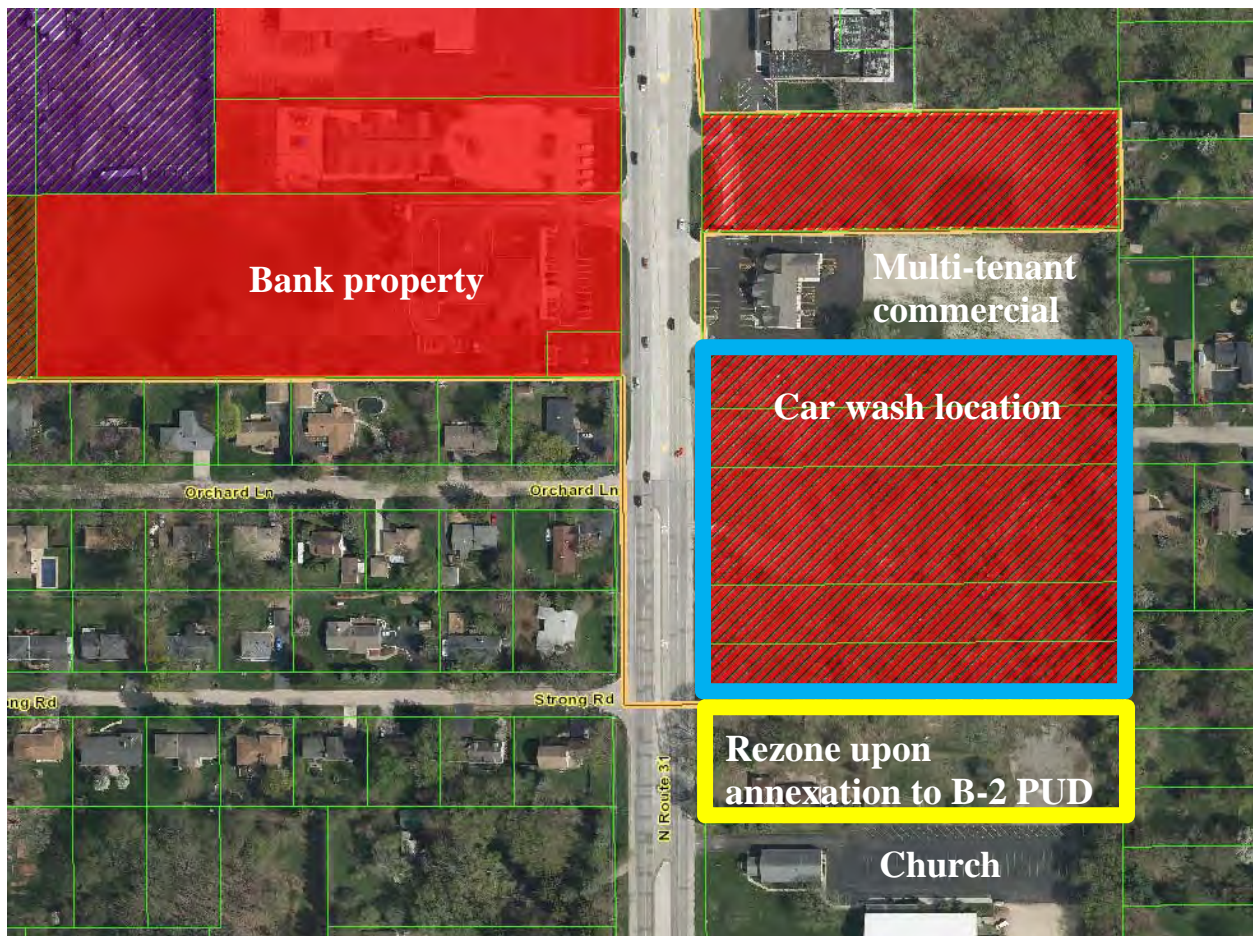 Bank property
Multi-tenant
commercial
Car wash location
Orchard Ln
Orchard Ln
ng Rd
Strong Rd
Rezone upon
annexation to B-2 PUD
N Route 31
Church